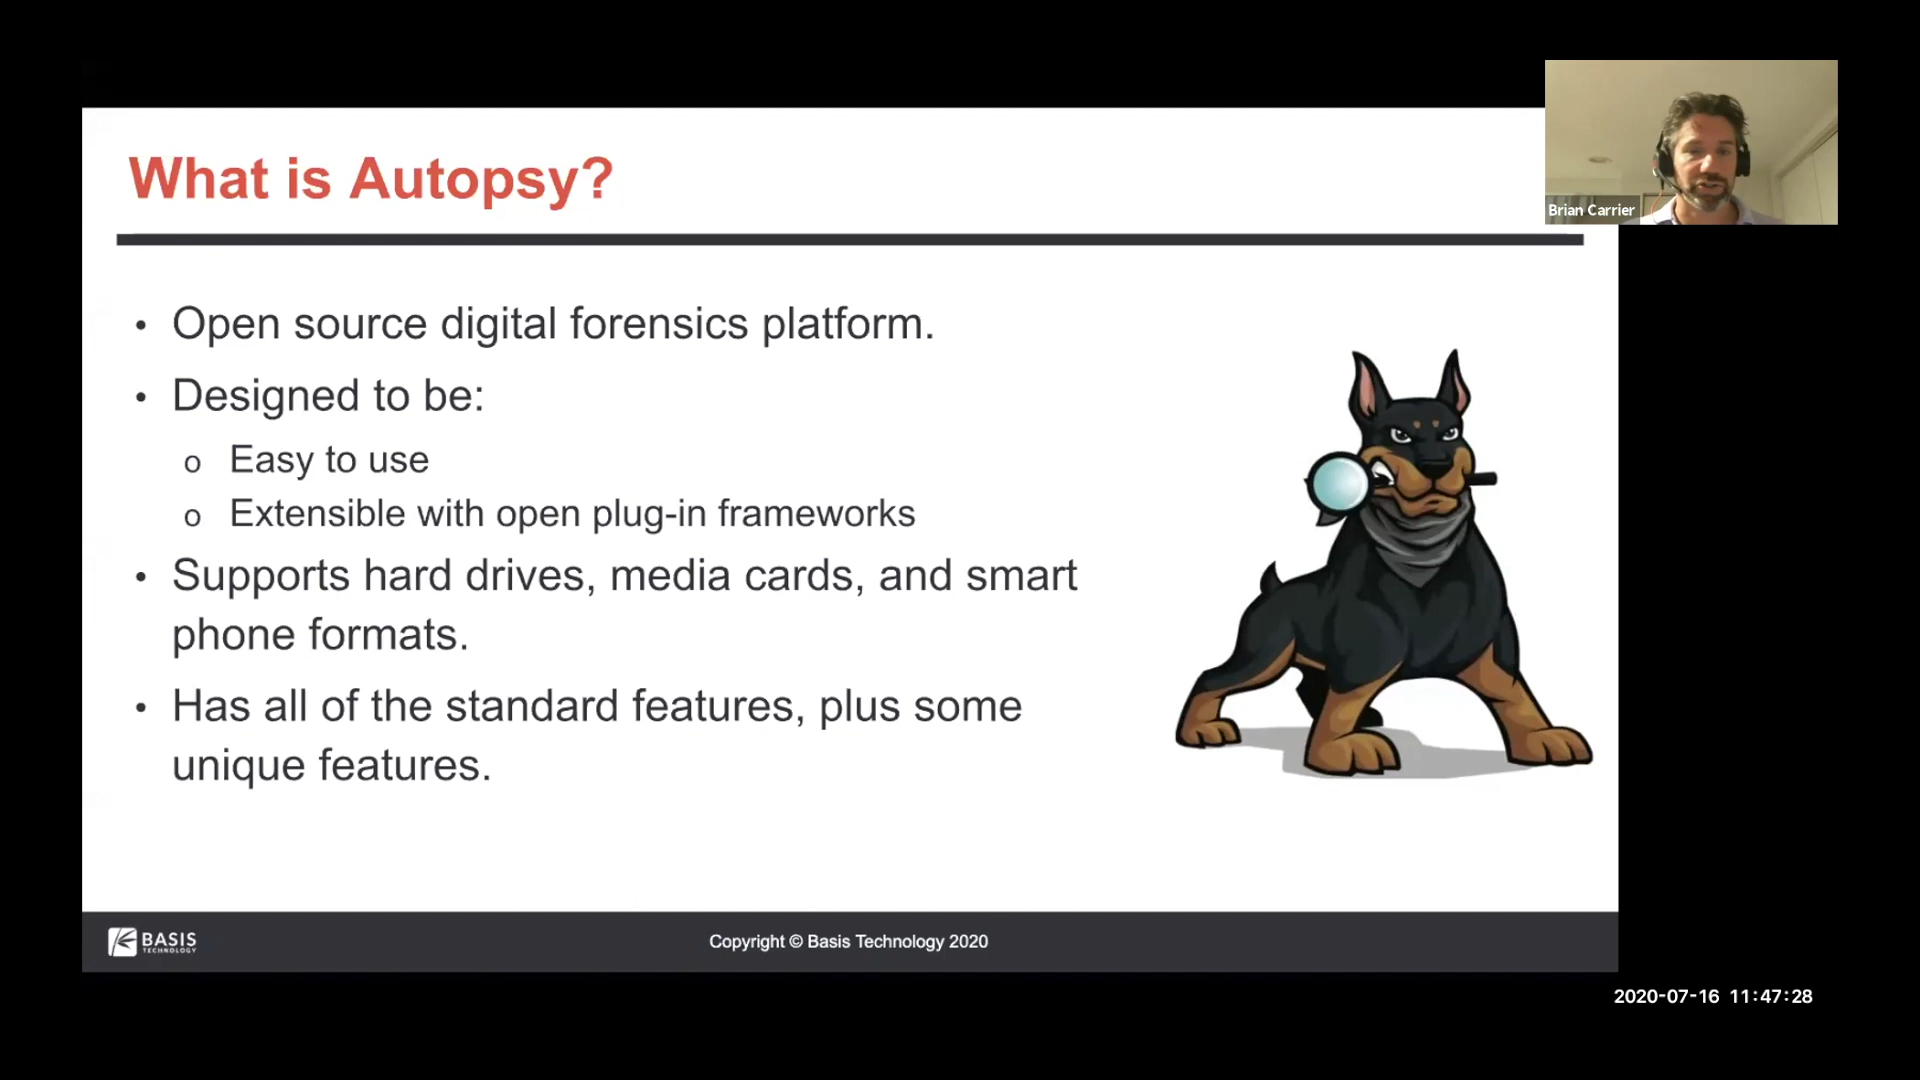 What is Autopsy?
Brian Carrier
• Open source digital forensics platform.
• Designed to be:
o Easy to use
o Extensible with open plug-in frameworks
• Supports hard drives, media cards, and smart
phone formats.
• Has all of the standard features, plus some
unique features.
BASIS
TECHNOLOGY
Copyright © Basis Technology 2020
2020-07-16 11:47:28